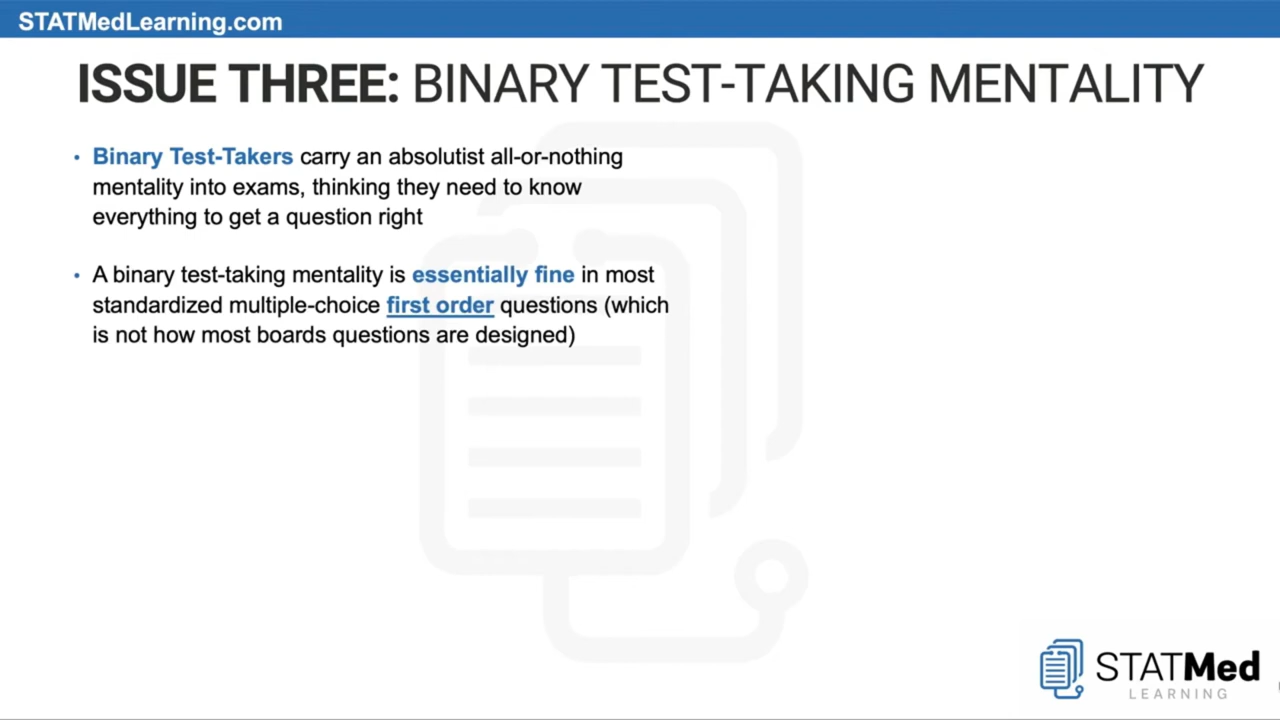 STATMedLearning.com
ISSUE THREE: BINARY TEST-TAKING MENTALITY
• Binary Test-Takers carry an absolutist all-or-nothing
mentality into exams, thinking they need to know
everything to get a question right
• A binary test-taking mentality is essentially fine in most
standardized multiple-choice first order questions (which
is not how most boards questions are designed)
STATMed
LEARNING